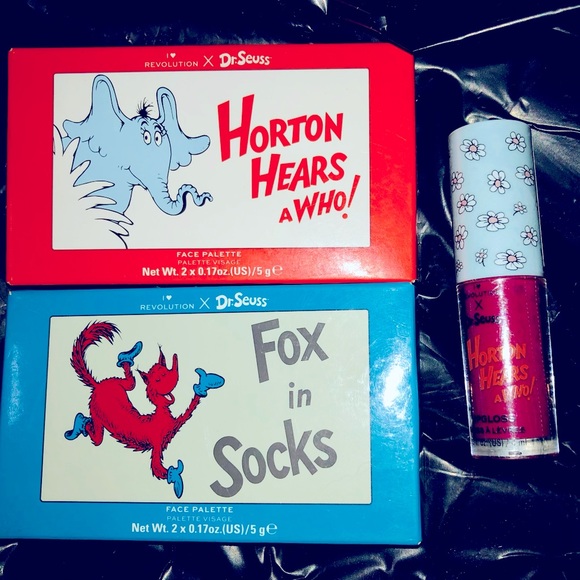 I ♥
REVOLUTION X Dr. Seuss
HORTON
HEARS
A WHO!
FACE PALETTE
PALETTE VISAGE
Net Wt. 2 x 0.17oz.(US)/5 g℮
I ♥
REVOLUTION X Dr. Seuss
Fox
in
Socks
FACE PALETTE
PALETTE VISAGE
Net Wt. 2 x 0.17oz.(US)/5 g℮
I ♥
REVOLUTION
X
Dr. Seuss
HORTON
HEARS
A WHO!
IPGLOSS